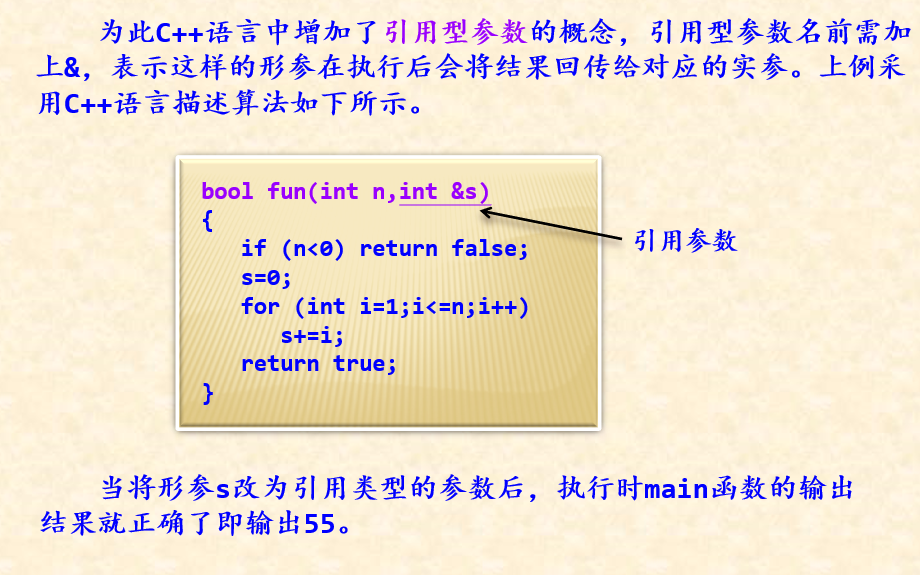 为此C++语言中增加了引用型参数的概念，引用型参数名前需加
上&，表示这样的形参在执行后会将结果回传给对应的实参。上例采
用C++语言描述算法如下所示。
bool fun(int n,int &s)
{
if (n<0) return false;
s=0;
for (int i=1;i<=n;i++)
s+=i;
return true;
}
引用参数
当将形参s改为引用类型的参数后，执行时main函数的输出
结果就正确了即输出55。